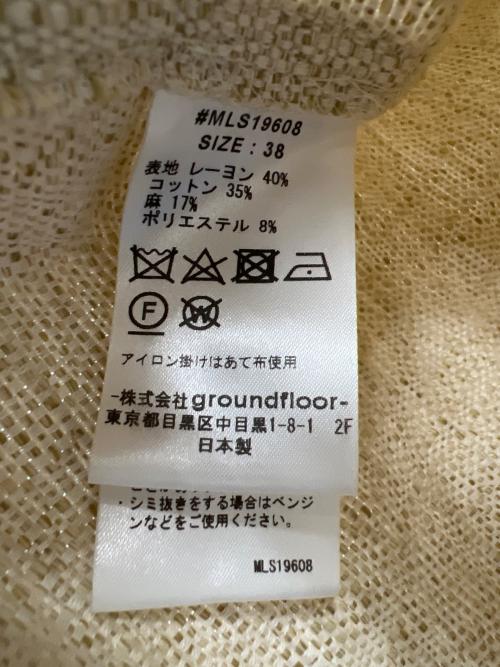 #MLS19608
SIZE : 38
表地 レーヨン 40%
コットン 35%
麻 17%
ポリエステル 8%
F
W
アイロン掛けはあて布使用
-株式会社groundfloor-
東京都目黒区中目黒1-8-1 2F
日本製
・シミ抜きをする場合はベンジ
ンなどをご使用ください。
MLS19608